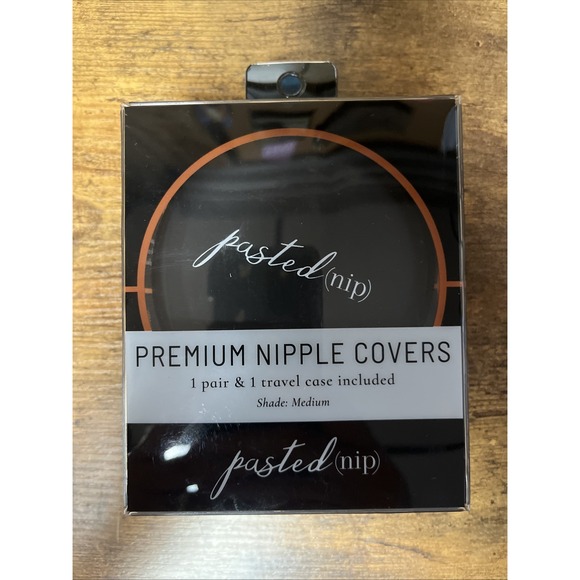 pasted (nip)
PREMIUM NIPPLE COVERS
1 pair & 1 travel case included
Shade: Medium
pasted (nip)